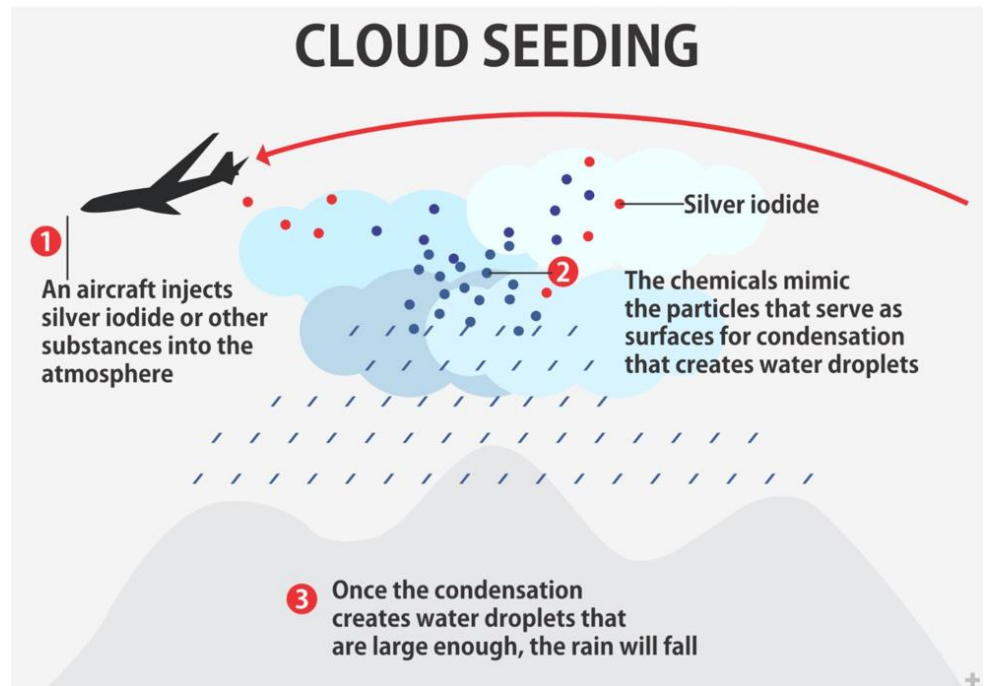 CLOUD SEEDING
1
An aircraft injects
silver iodide or other
substances into the
atmosphere
Silver iodide
2
The chemicals mimic
the particles that serve as
surfaces for condensation
that creates water droplets
3
Once the condensation
creates water droplets that
are large enough, the rain will fall